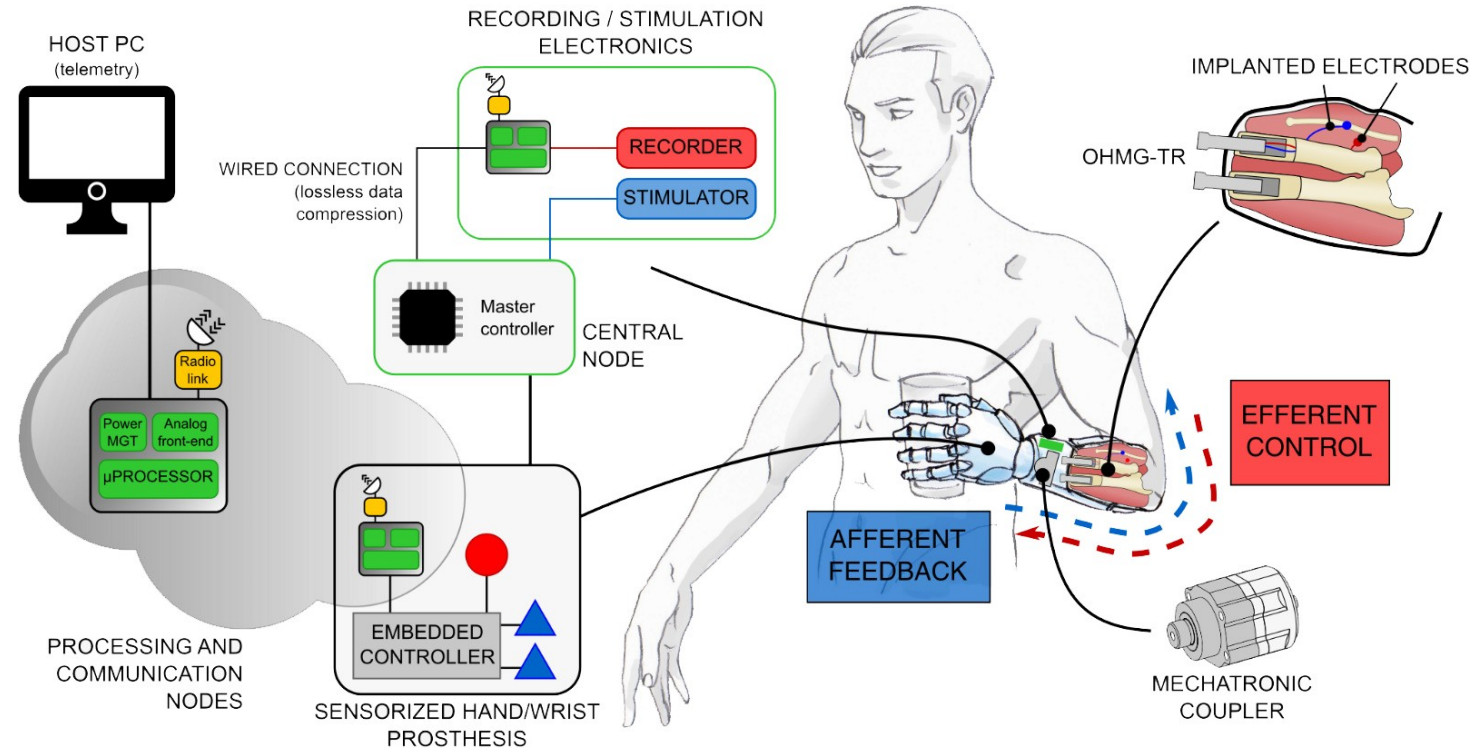 HOST PC
(telemetry)
RECORDING / STIMULATION
ELECTRONICS
RECORDER
STIMULATOR
WIRED CONNECTION
(lossless data
compression)
Master
controller
CENTRAL
NODE
Radio
link
Power
MGT
Analog
front-end
µPROCESSOR
PROCESSING AND
COMMUNICATION
NODES
EMBEDDED
CONTROLLER
SENSORIZED HAND/WRIST
PROSTHESIS
IMPLANTED ELECTRODES
OHMG-TR
EFFERENT
CONTROL
AFFERENT
FEEDBACK
MECHATRONIC
COUPLER